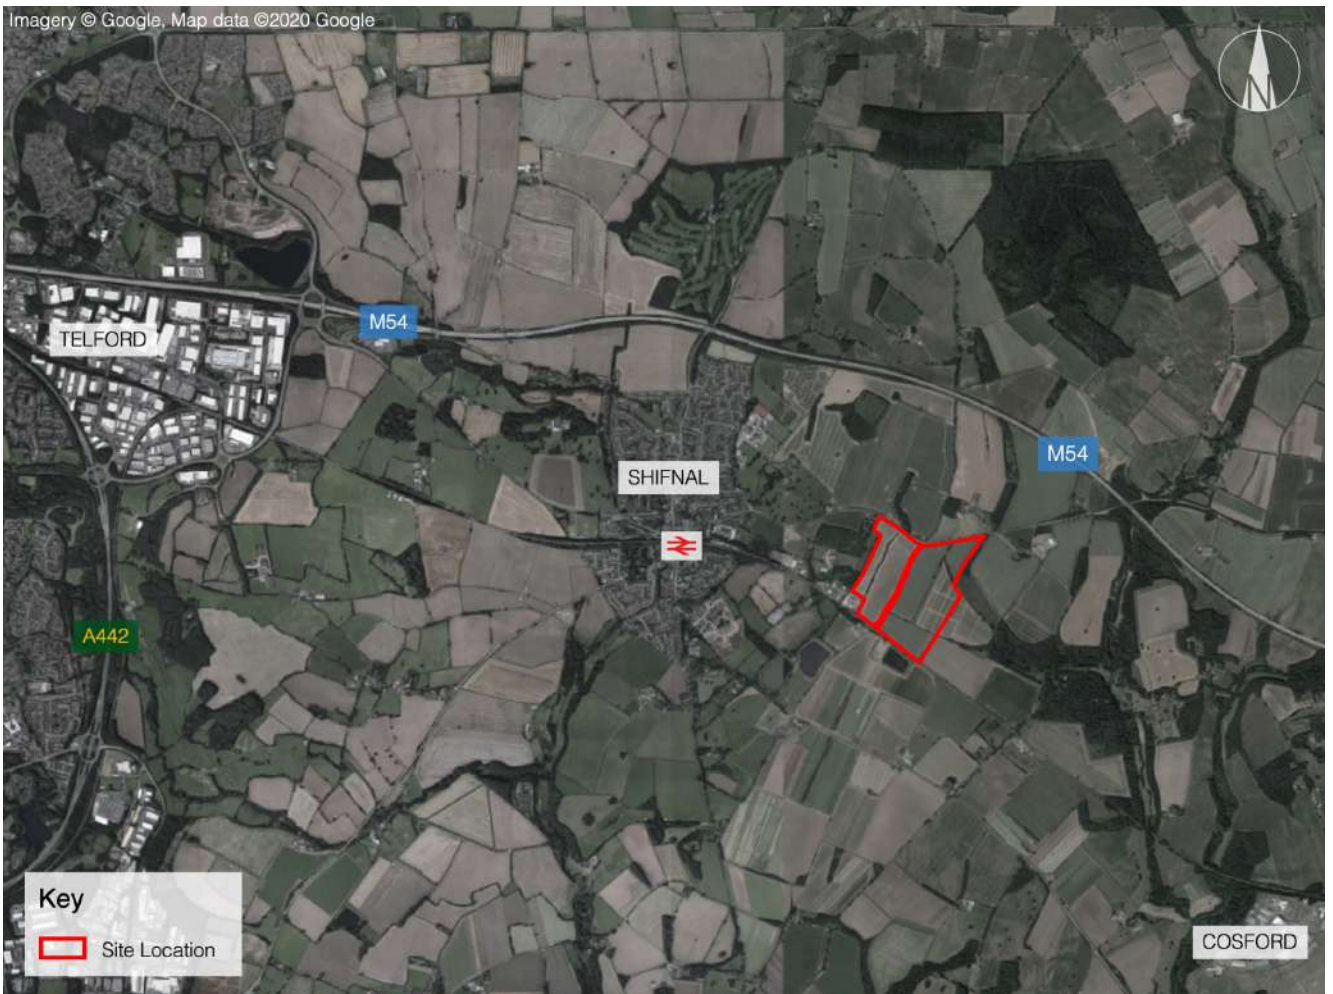 Imagery © Google, Map data ©2020 Google
N
M54
TELFORD
M54
SHIFNAL
A442
Key
Site Location
COSFORD